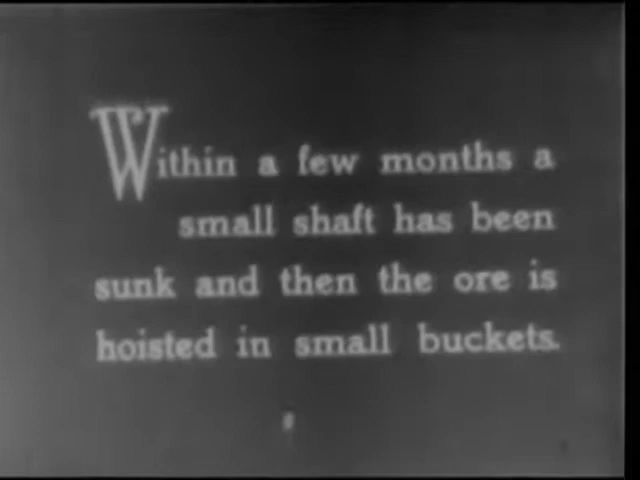 Within a few months a
small shaft has been
sunk and then the ore is
hoisted in small buckets.